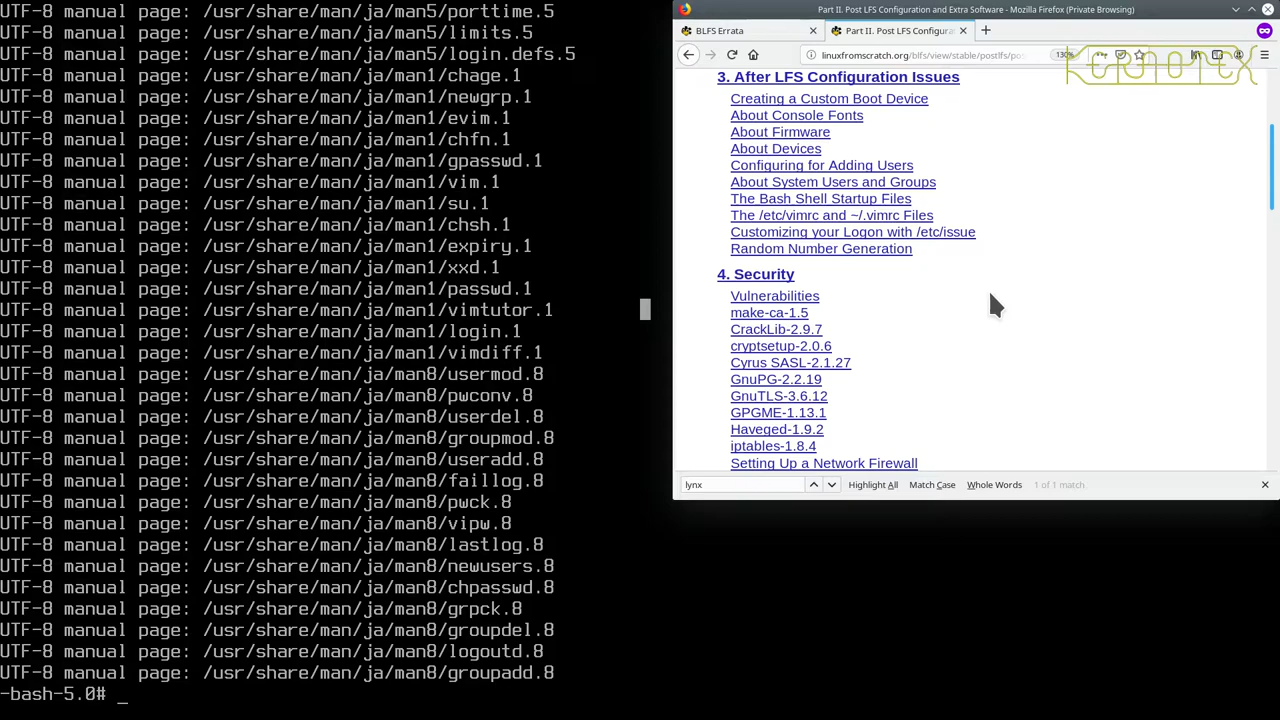 UTF-8 manual page: /usr/share/man/ja/man5/porttime.5
UTF-8 manual page: /usr/share/man/ja/man5/limits.5
UTF-8 manual page: /usr/share/man/ja/man5/login.defs.5
UTF-8 manual page: /usr/share/man/ja/man1/chage.1
UTF-8 manual page: /usr/share/man/ja/man1/newgrp.1
UTF-8 manual page: /usr/share/man/ja/man1/evim.1
UTF-8 manual page: /usr/share/man/ja/man1/chfn.1
UTF-8 manual page: /usr/share/man/ja/man1/gpasswd.1
UTF-8 manual page: /usr/share/man/ja/man1/vim.1
UTF-8 manual page: /usr/share/man/ja/man1/su.1
UTF-8 manual page: /usr/share/man/ja/man1/chsh.1
UTF-8 manual page: /usr/share/man/ja/man1/expiry.1
UTF-8 manual page: /usr/share/man/ja/man1/xxd.1
UTF-8 manual page: /usr/share/man/ja/man1/passwd.1
UTF-8 manual page: /usr/share/man/ja/man1/vimtutor.1
UTF-8 manual page: /usr/share/man/ja/man1/login.1
UTF-8 manual page: /usr/share/man/ja/man1/vimdiff.1
UTF-8 manual page: /usr/share/man/ja/man8/usermod.8
UTF-8 manual page: /usr/share/man/ja/man8/pwconv.8
UTF-8 manual page: /usr/share/man/ja/man8/userdel.8
UTF-8 manual page: /usr/share/man/ja/man8/groupmod.8
UTF-8 manual page: /usr/share/man/ja/man8/useradd.8
UTF-8 manual page: /usr/share/man/ja/man8/faillog.8
UTF-8 manual page: /usr/share/man/ja/man8/pwck.8
UTF-8 manual page: /usr/share/man/ja/man8/vipw.8
UTF-8 manual page: /usr/share/man/ja/man8/lastlog.8
UTF-8 manual page: /usr/share/man/ja/man8/newusers.8
UTF-8 manual page: /usr/share/man/ja/man8/chpasswd.8
UTF-8 manual page: /usr/share/man/ja/man8/grpck.8
UTF-8 manual page: /usr/share/man/ja/man8/groupdel.8
UTF-8 manual page: /usr/share/man/ja/man8/logoutd.8
UTF-8 manual page: /usr/share/man/ja/man8/groupadd.8
-bash-5.0# _
Part II. Post LFS Configuration and Extra Software - Mozilla Firefox (Private Browsing)
BLFS Errata
Part II. Post LFS Configura
linuxfromscratch.org/blfs/view/stable/postlfs/po
130%
3. After LFS Configuration Issues
Creating a Custom Boot Device
About Console Fonts
About Firmware
About Devices
Configuring for Adding Users
About System Users and Groups
The Bash Shell Startup Files
The /etc/vimrc and ~/.vimrc Files
Customizing your Logon with /etc/issue
Random Number Generation
4. Security
Vulnerabilities
make-ca-1.5
CrackLib-2.9.7
cryptsetup-2.0.6
Cyrus SASL-2.1.27
GnuPG-2.2.19
GnuTLS-3.6.12
GPGME-1.13.1
Haveged-1.9.2
iptables-1.8.4
Setting Up a Network Firewall
lynx
Highlight All
Match Case
Whole Words
1 of 1 match